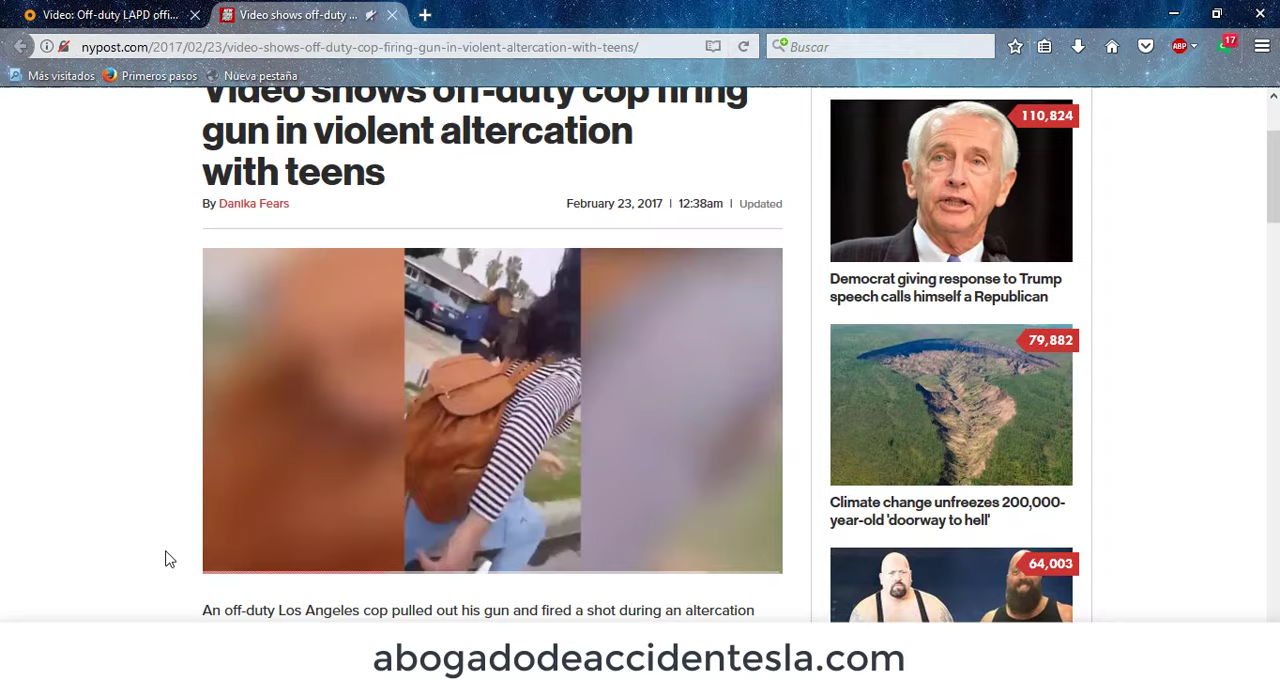 Video: Off-duty LAPD offi...
Video shows off-duty ...
nypost.com/2017/02/23/video-shows-off-duty-cop-firing-gun-in-violent-altercation-with-teens/
Buscar
ABP
17
Más visitados
Primeros pasos
Nueva pestaña
Video shows off-duty cop firing
gun in violent altercation
with teens
By Danika Fears
February 23, 2017 | 12:38am | Updated
An off-duty Los Angeles cop pulled out his gun and fired a shot during an altercation
110,824
Democrat giving response to Trump
speech calls himself a Republican
79,882
Climate change unfreezes 200,000-
year-old 'doorway to hell'
64,003
abogadodeaccidentesla.com